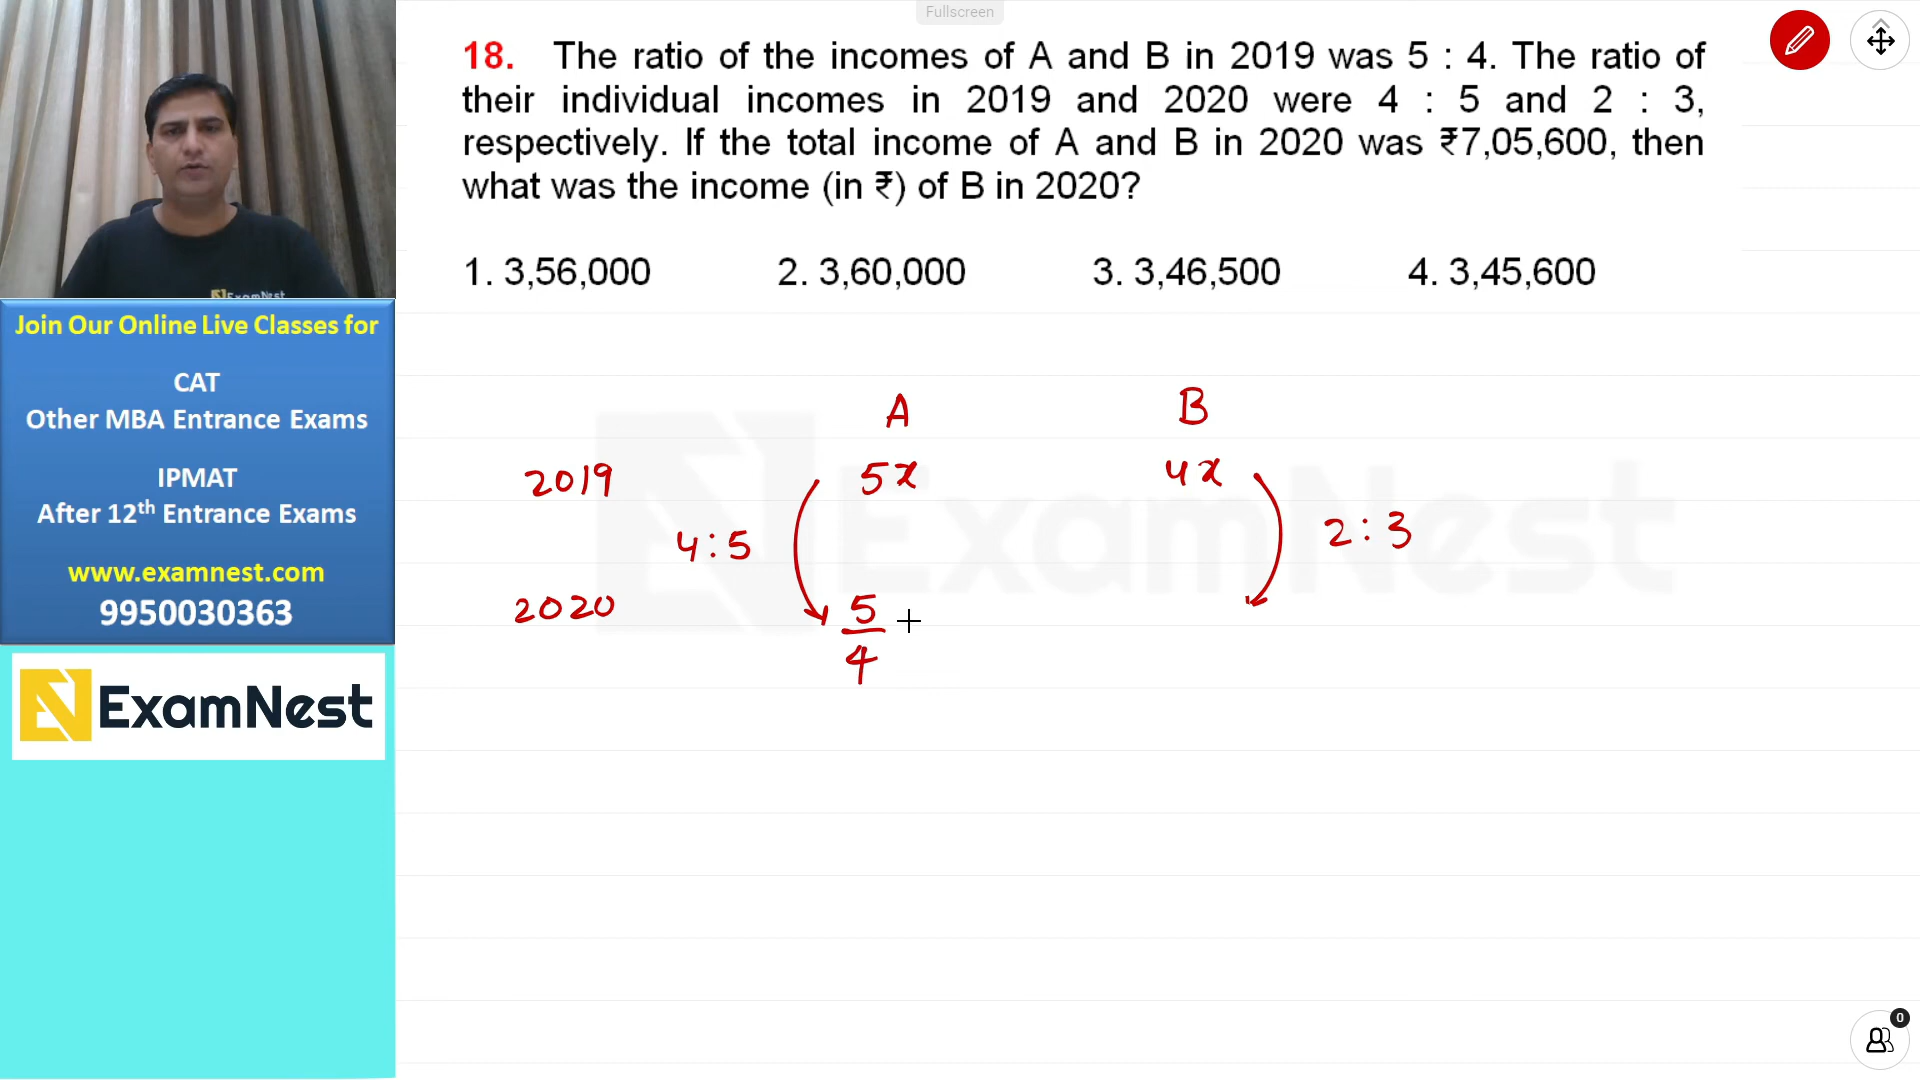 Fullscreen
18. The ratio of the incomes of A and B in 2019 was 5 : 4. The ratio of
their individual incomes in 2019 and 2020 were 4 : 5 and 2 : 3,
respectively. If the total income of A and B in 2020 was ₹7,05,600, then
what was the income (in ₹) of B in 2020?
1. 3,56,000 2. 3,60,000 3. 3,46,500 4. 3,45,600
ExamNest
Join Our Online Live Classes for
CAT
Other MBA Entrance Exams
IPMAT
After 12th Entrance Exams
www.examnest.com
9950030363
ExamNest
A B
2019 5x 4x
4:5 2:3
2020 5/4
ExamNest
0